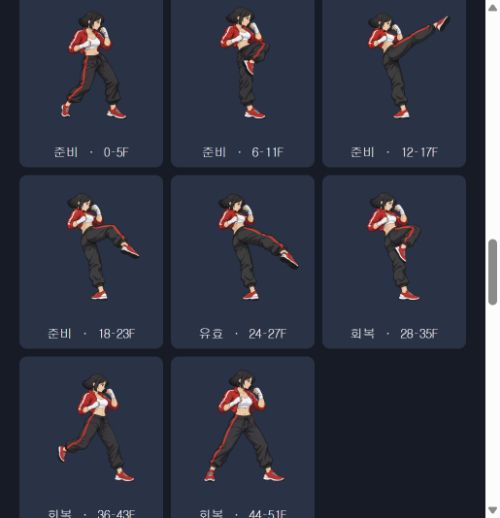 준비 · 0-5F
준비 · 6-11F
준비 · 12-17F
준비 · 18-23F
유효 · 24-27F
회복 · 28-35F
회복 · 36-43F
회복 · 44-51F